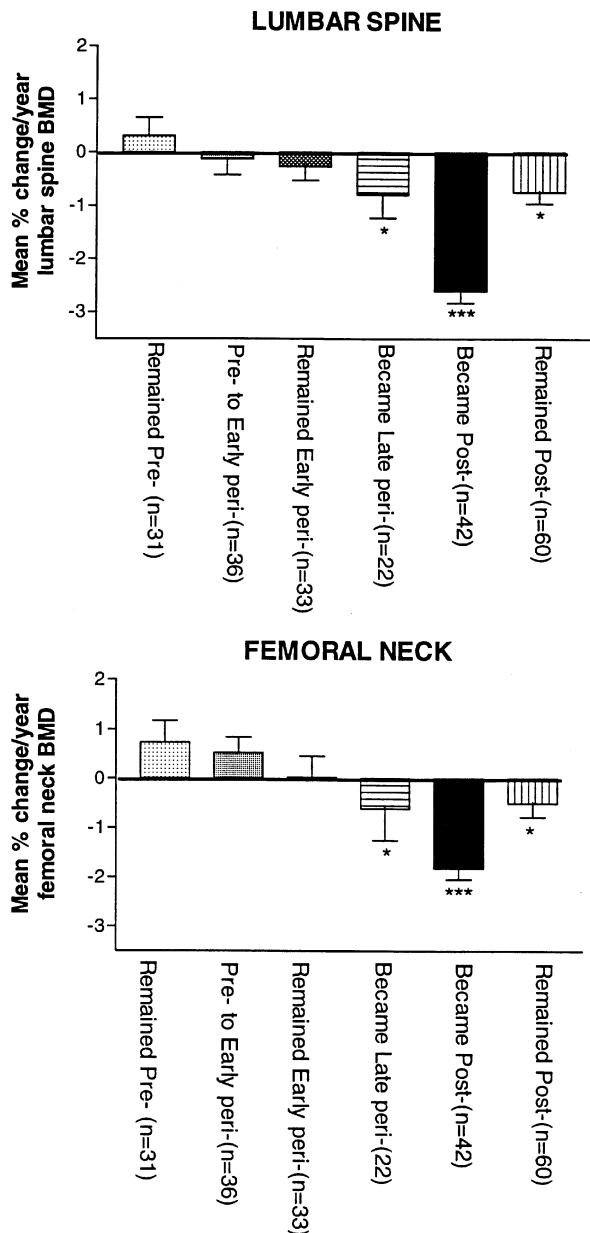 LUMBAR SPINE
Mean % change/year
lumbar spine BMD
2
1
0
-1
-2
-3
*
***
*
Remained Pre- (n=31)
Pre- to Early peri-(n=36)
Remained Early peri-(n=33)
Became Late peri-(n=22)
Became Post-(n=42)
Remained Post-(n=60)
FEMORAL NECK
Mean % change/year
femoral neck BMD
2
1
0
-1
-2
-3
*
***
*
Remained Pre- (n=31)
Pre- to Early peri-(n=36)
Remained Early peri-(n=33)
Became Late peri-(22)
Became Post-(n=42)
Remained Post-(n=60)